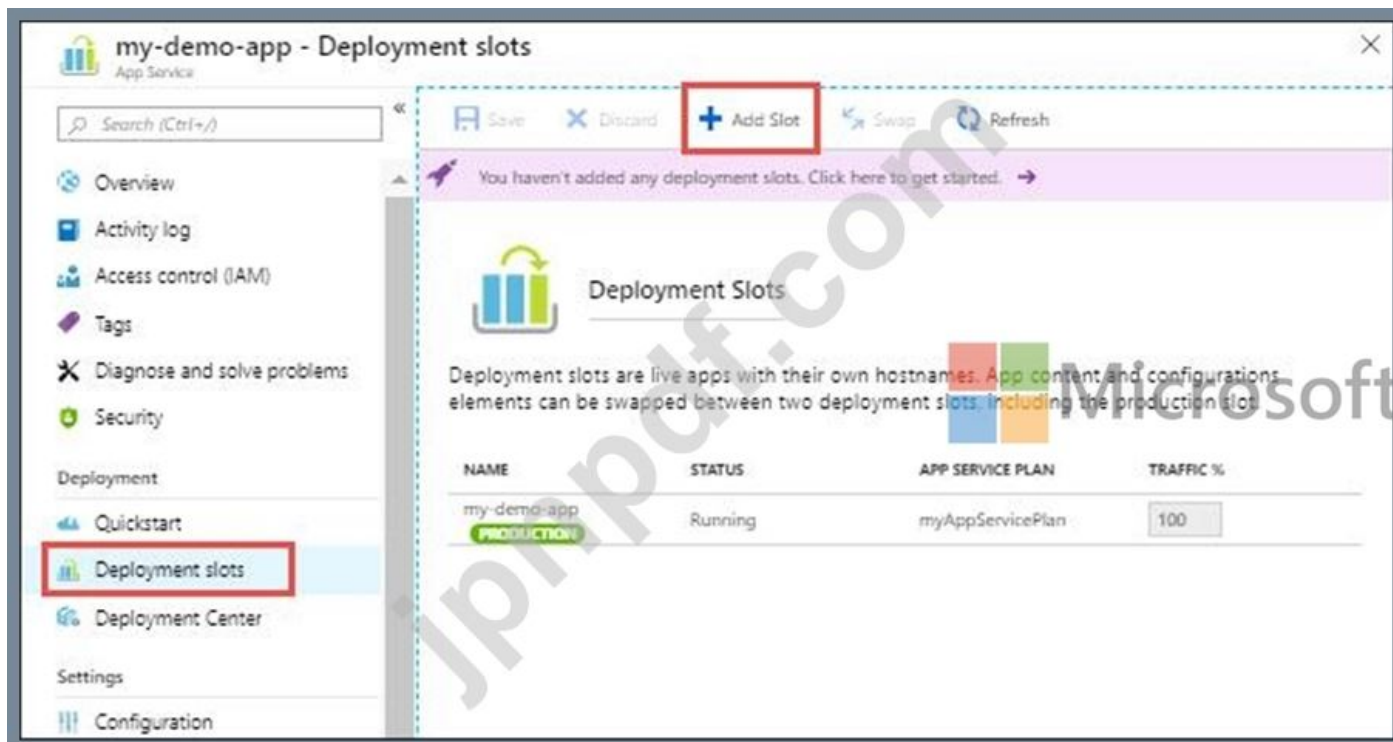 my-demo-app - Deployment slots
App Service
Search (Ctrl+/)
Overview
Activity log
Access control (IAM)
Tags
Diagnose and solve problems
Security
Deployment
Quickstart
Deployment slots
Deployment Center
Settings
Configuration
Save
Discard
Add Slot
Swap
Refresh
You haven't added any deployment slots. Click here to get started.
Deployment Slots
Deployment slots are live apps with their own hostnames. App content and configurations
elements can be swapped between two deployment slots, including the production slot.
NAME STATUS APP SERVICE PLAN TRAFFIC %
my-demo-app Running myAppServicePlan 100
PRODUCTION
Microsoft
jpnpdf.com